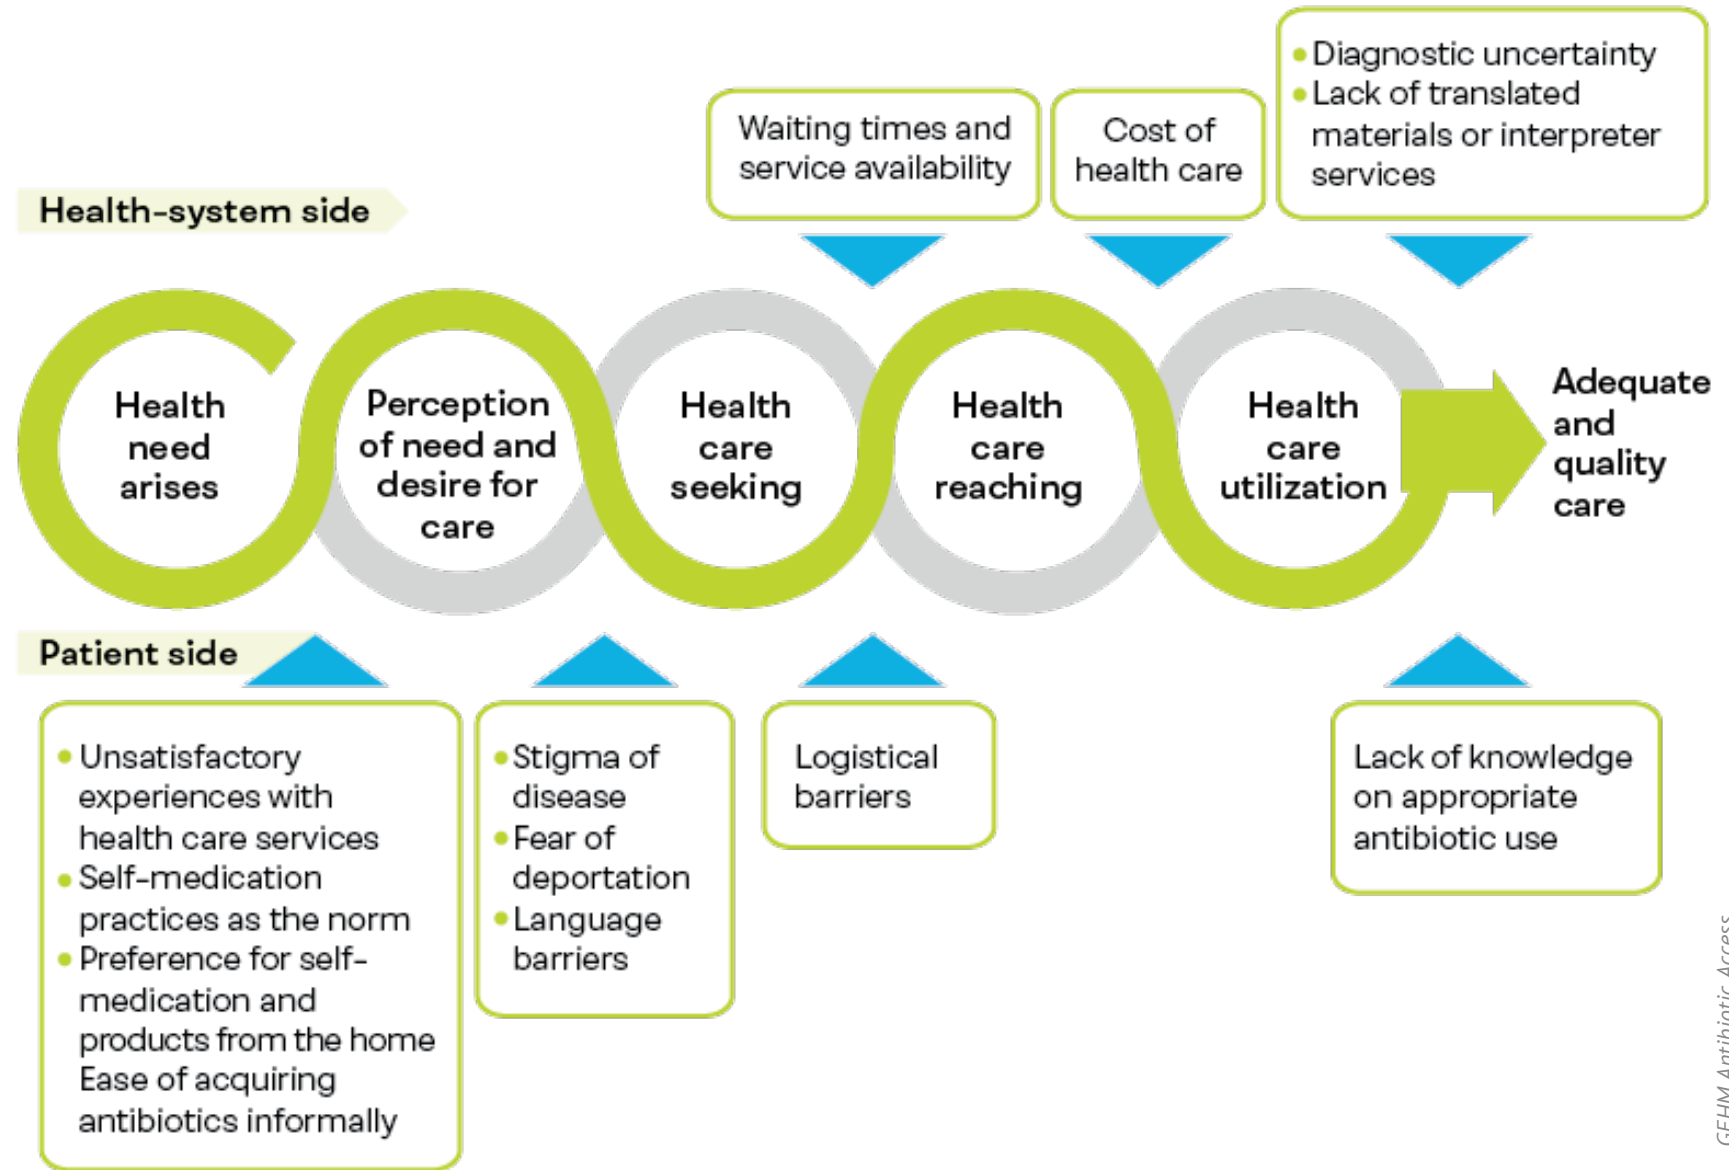 • Diagnostic uncertainty
• Lack of translated
materials or interpreter
services
Waiting times and
service availability
Cost of
health care
Health-system side
Health
need
arises
Perception
of need and
desire for
care
Health
care
seeking
Health
care
reaching
Health
care
utilization
Adequate
and
quality
care
Patient side
• Unsatisfactory
experiences with
health care services
• Self-medication
practices as the norm
• Preference for self-
medication and
products from the home
Ease of acquiring
antibiotics informally
• Stigma of
disease
• Fear of
deportation
• Language
barriers
Logistical
barriers
Lack of knowledge
on appropriate
antibiotic use
GEHM Antibiotic Access